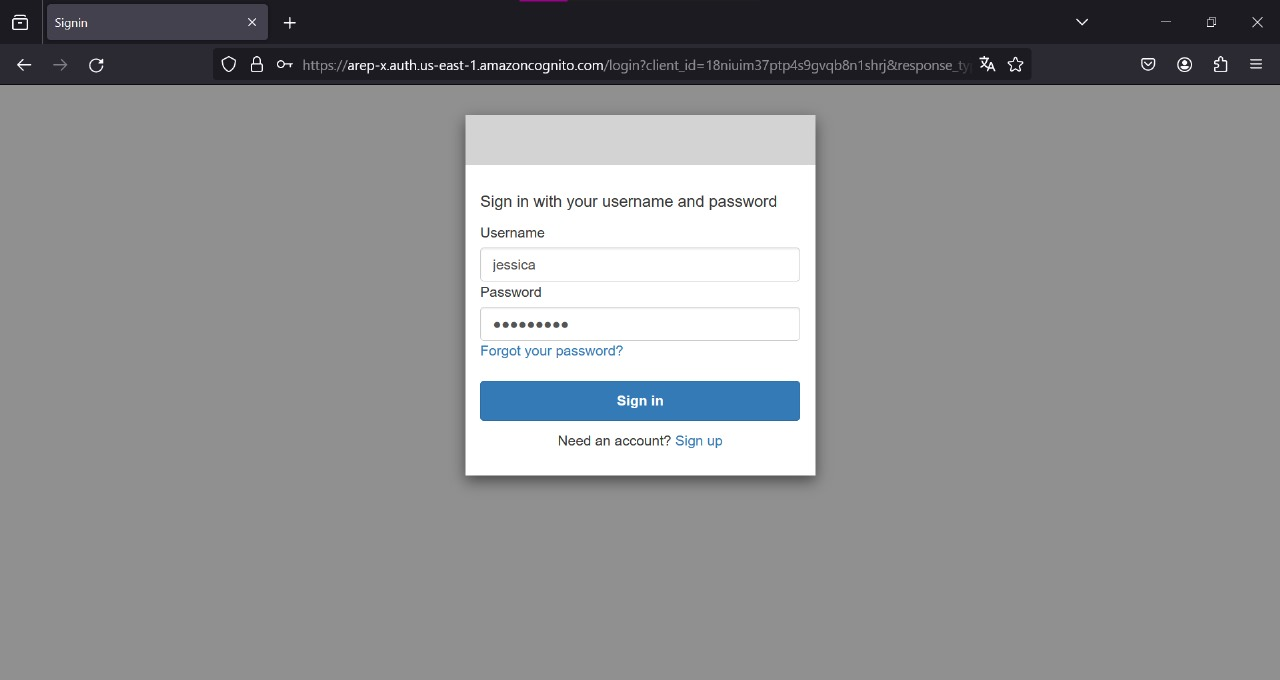 Signin
https://arep-x.auth.us-east-1.amazoncognito.com/login?client_id=18niuim37ptp4s9gvqb8n1shrj&response_ty
Sign in with your username and password
Username
jessica
Password
•••••••••
Forgot your password?
Sign in
Need an account? Sign up